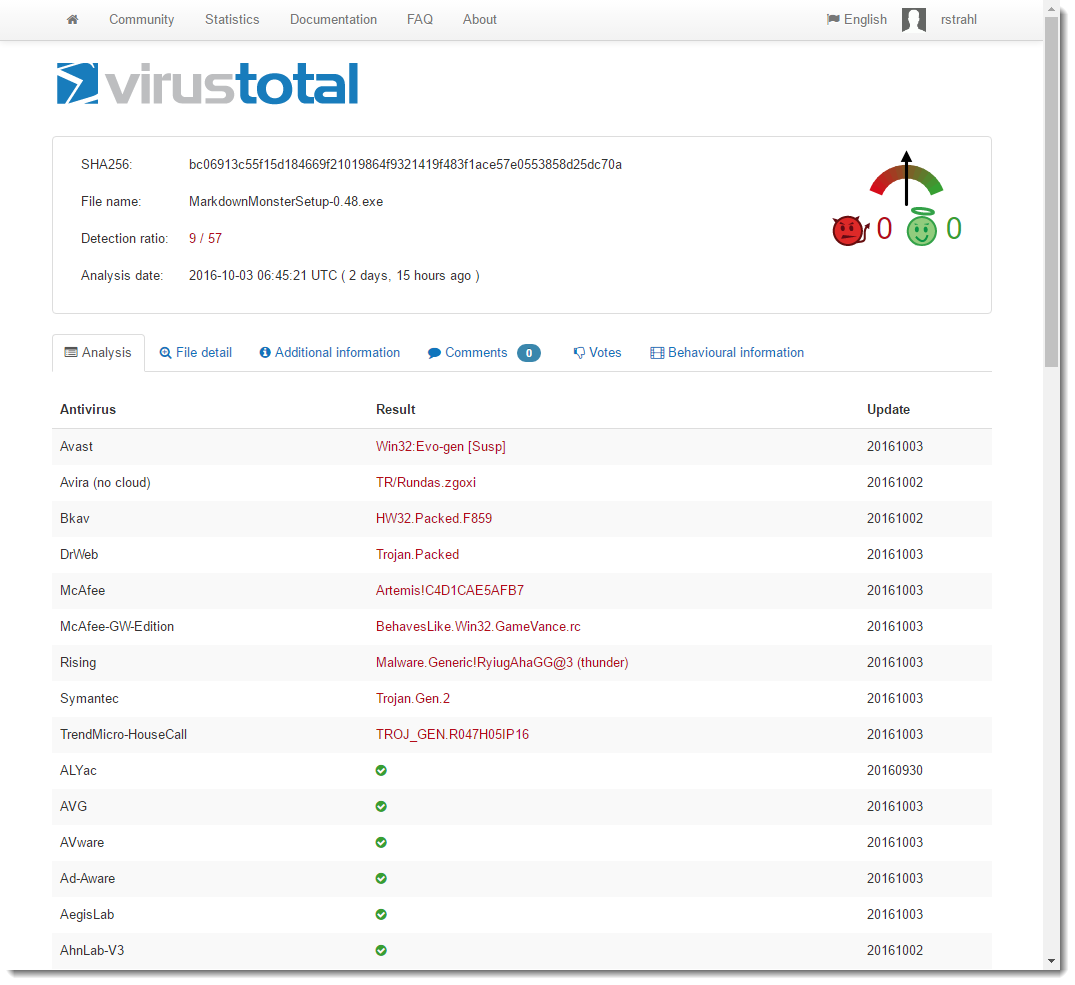 Community Statistics Documentation FAQ About English rstrahl
virustotal
SHA256: bc06913c55f15d184669f21019864f9321419f483f1ace57e0553858d25dc70a
File name: MarkdownMonsterSetup-0.48.exe
Detection ratio: 9 / 57
Analysis date: 2016-10-03 06:45:21 UTC ( 2 days, 15 hours ago )
0 0
Analysis File detail Additional information Comments 0 Votes Behavioural information
Antivirus Result Update
Avast Win32:Evo-gen [Susp] 20161003
Avira (no cloud) TR/Rundas.zgoxi 20161002
Bkav HW32.Packed.F859 20161002
DrWeb Trojan.Packed 20161003
McAfee Artemis!C4D1CAE5AFB7 20161003
McAfee-GW-Edition BehavesLike.Win32.GameVance.rc 20161003
Rising Malware.Generic!RyiugAhaGG@3 (thunder) 20161003
Symantec Trojan.Gen.2 20161003
TrendMicro-HouseCall TROJ_GEN.R047H05IP16 20161003
ALYac 20160930
AVG 20161003
AVware 20161003
Ad-Aware 20161003
AegisLab 20161003
AhnLab-V3 20161002